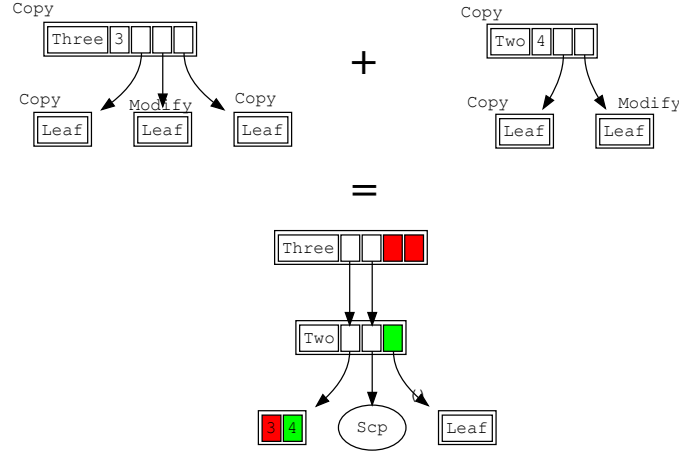 Copy
Three 3
Copy
Modify
Copy
Leaf
Leaf
Leaf
+
Copy
Two 4
Copy
Modify
Leaf
Leaf
=
Three
Two
()
3 4
Scp
Leaf